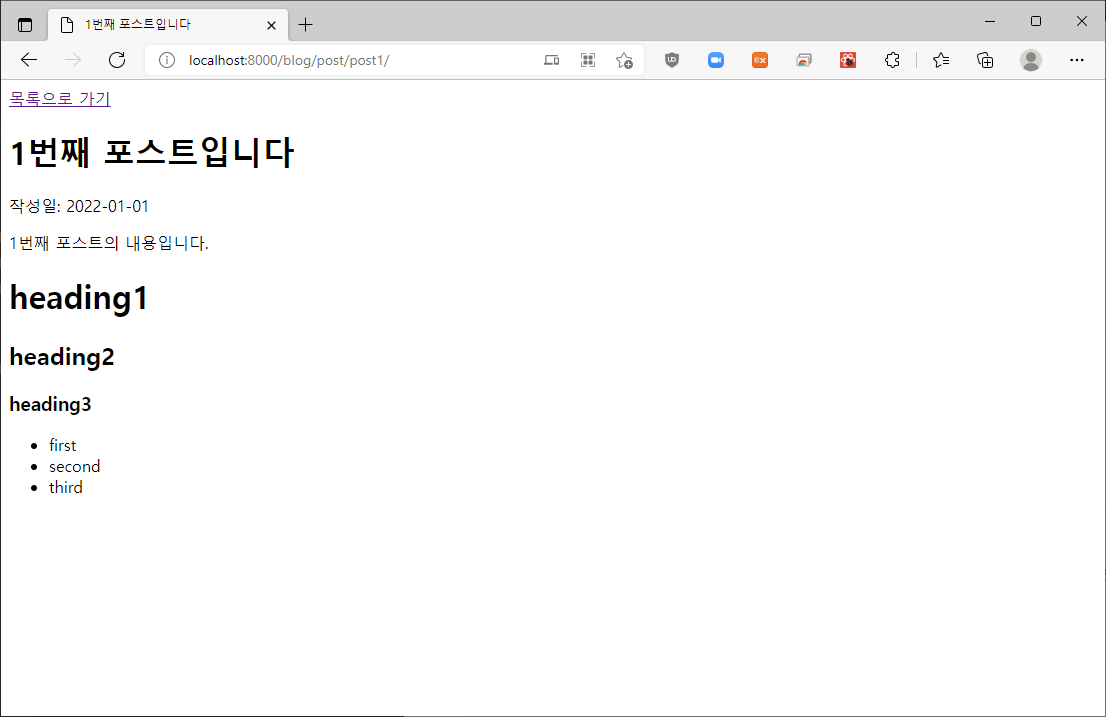 1번째 포스트입니다
localhost:8000/blog/post/post1/
목록으로 가기
1번째 포스트입니다
작성일: 2022-01-01
1번째 포스트의 내용입니다.
heading1
heading2
heading3
first
second
third